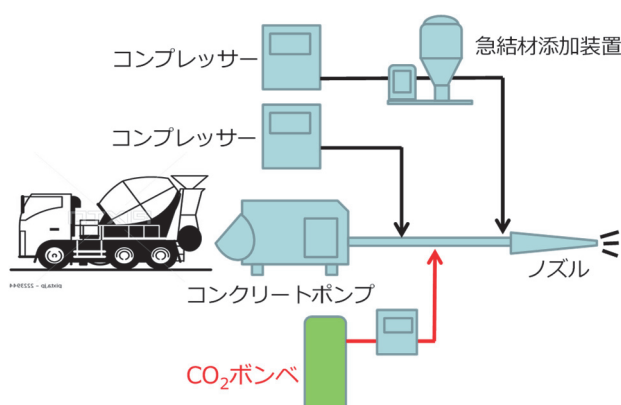 コンプレッサー
急結材添加装置
コンプレッサー
ノズル
コンクリートポンプ
CO₂ボンベ